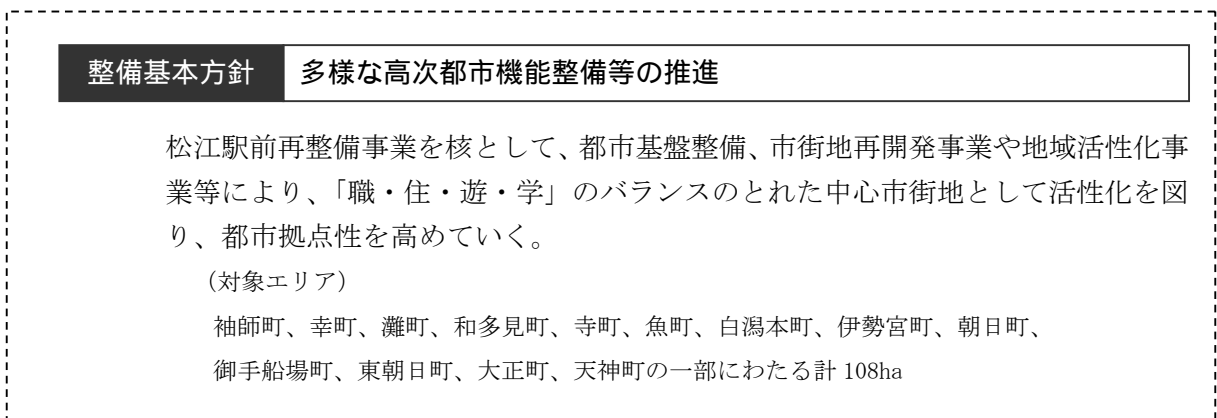 整備基本方針 多様な高次都市機能整備等の推進
松江駅前再整備事業を核として、都市基盤整備、市街地再開発事業や地域活性化事
業等により、「職・住・遊・学」のバランスのとれた中心市街地として活性化を図
り、都市拠点性を高めていく。
（対象エリア）
袖師町、幸町、灘町、和多見町、寺町、魚町、白潟本町、伊勢宮町、朝日町、
御手船場町、東朝日町、大正町、天神町の一部にわたる計 108ha